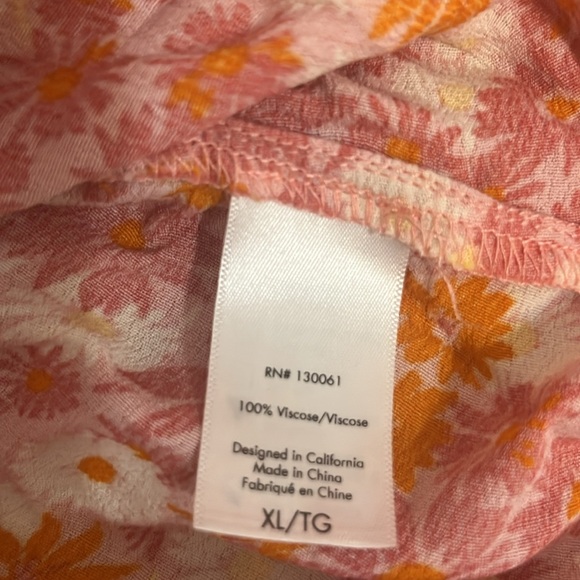 RN# 130061
100% Viscose/Viscose
Designed in California
Made in China
Fabriqué en Chine
XL/TG